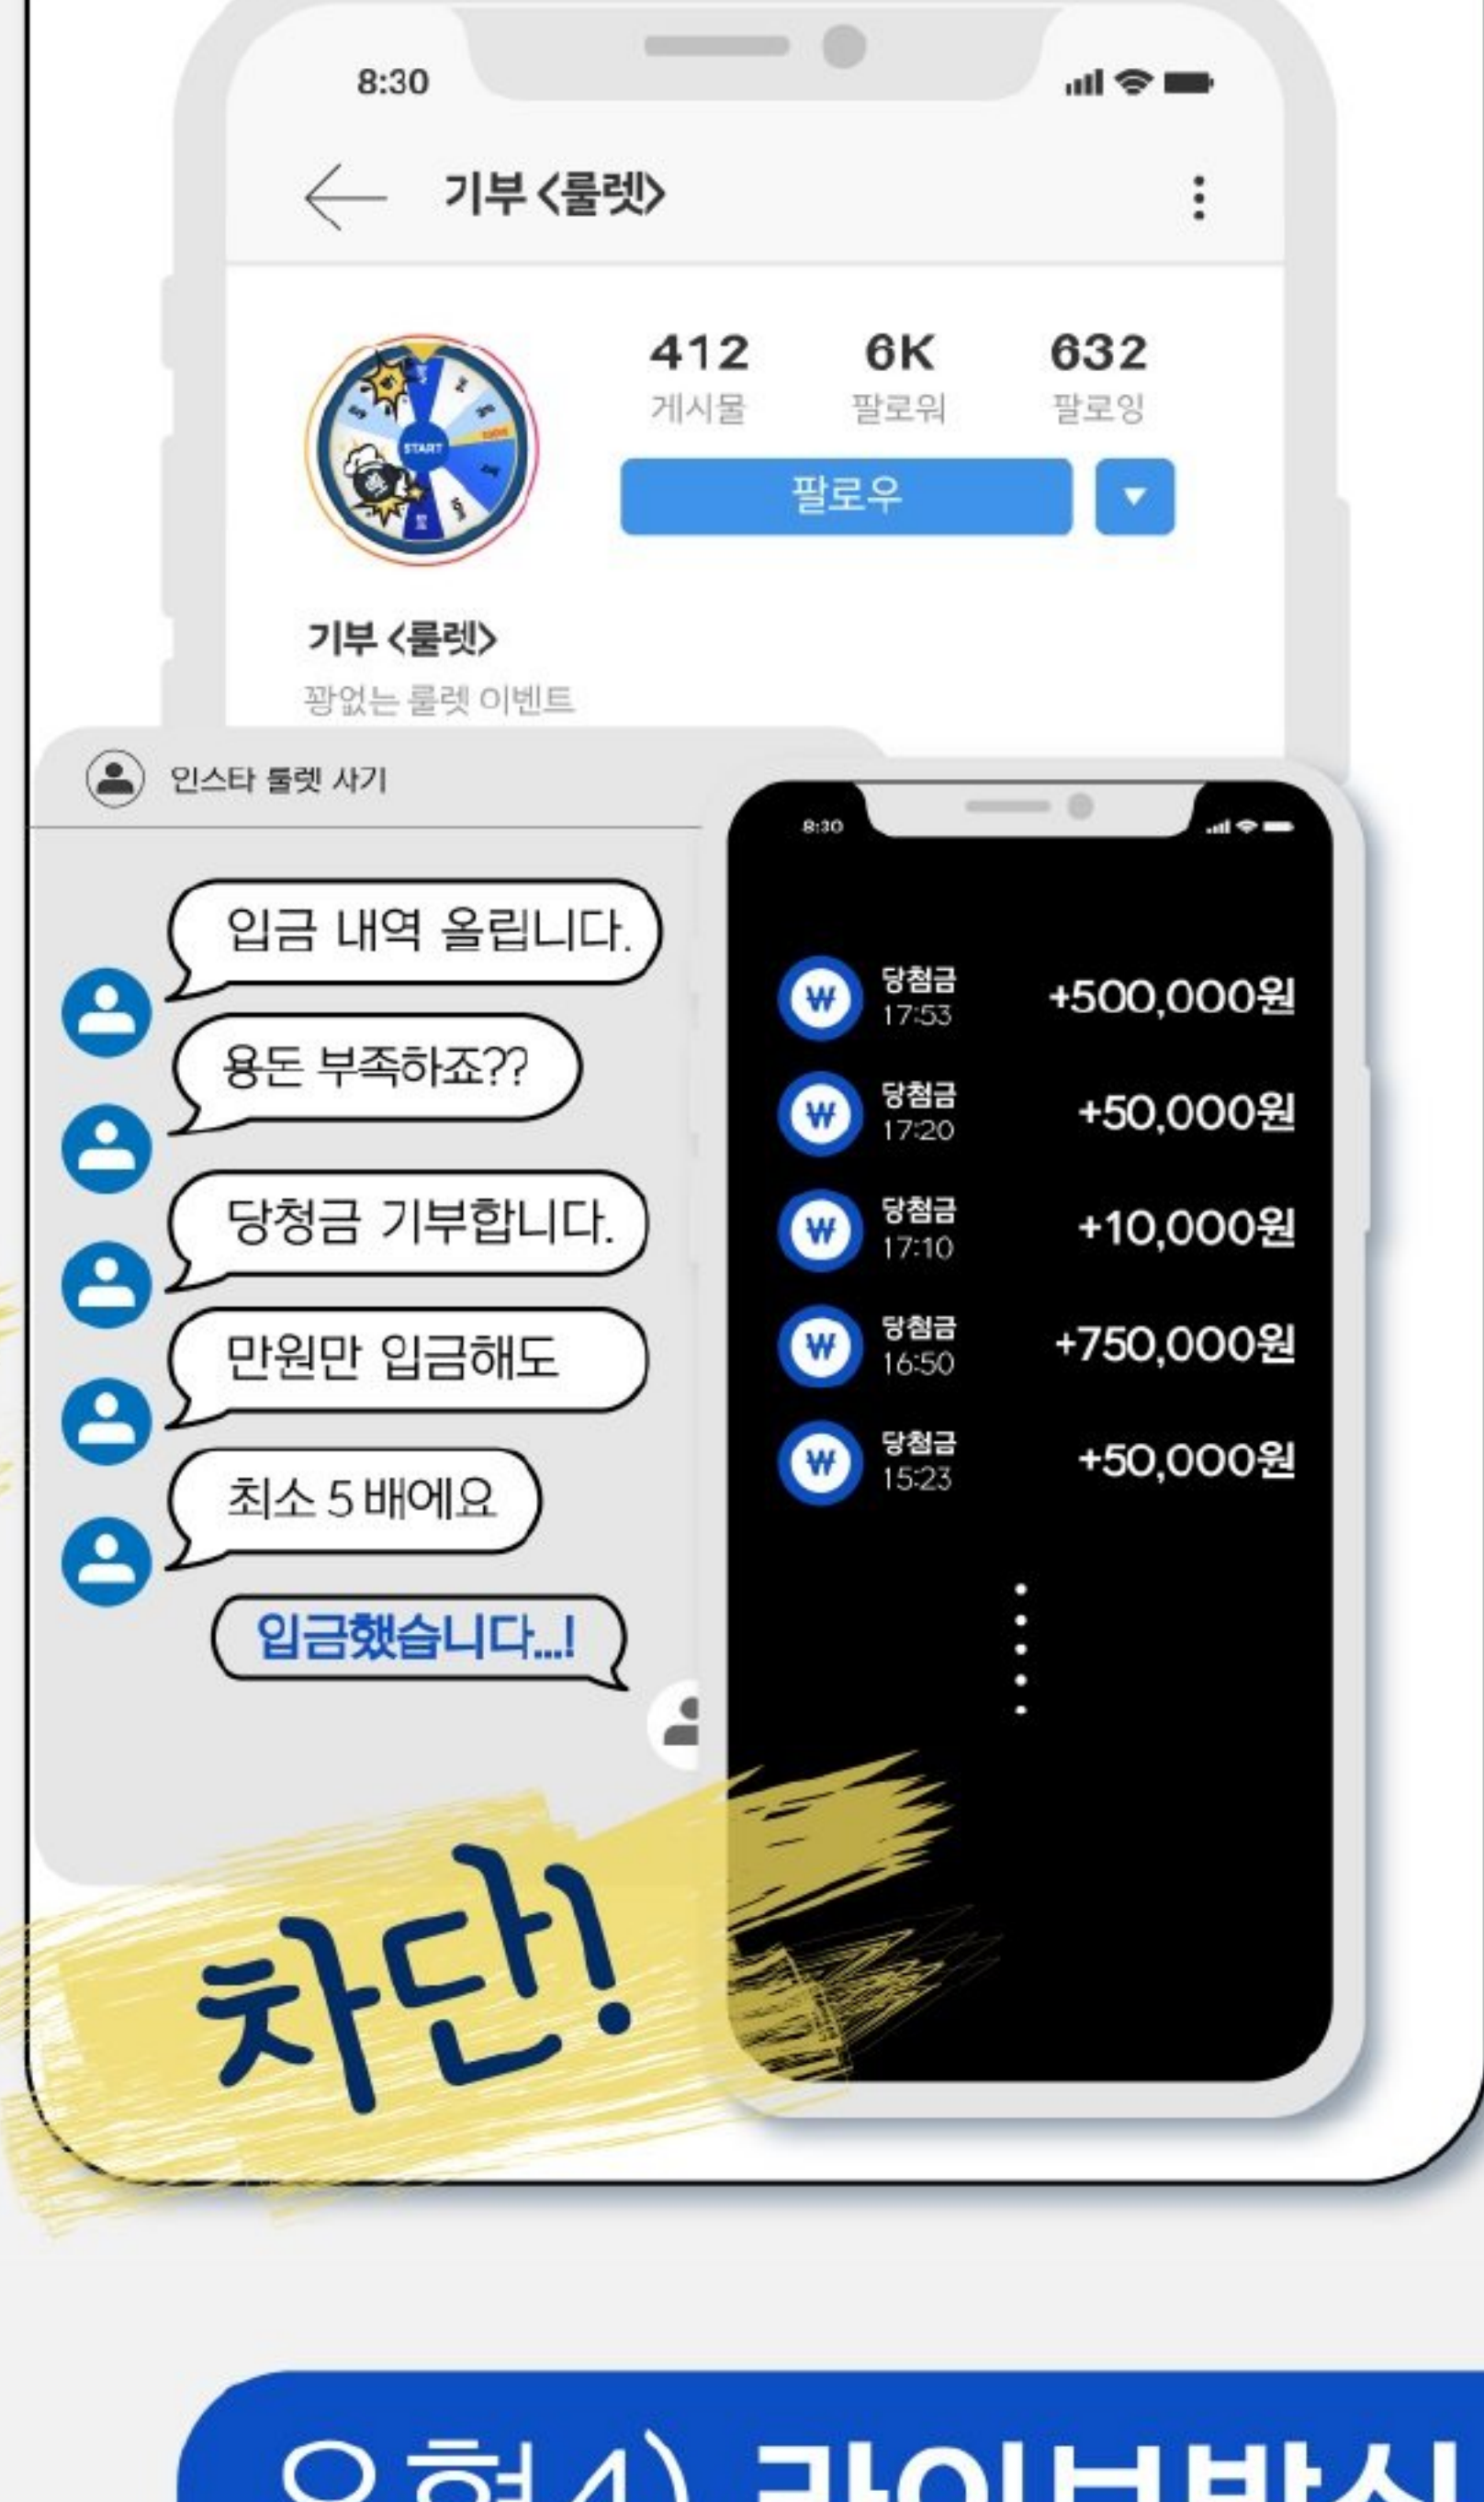 8:30
기부 <룰렛>
412 6K 632
게시물 팔로워 팔로잉
START
팔로우
기부 <룰렛>
꽝없는 룰렛 이벤트
인스타 룰렛 사기
입금 내역 올립니다.
용돈 부족하죠??
당청금 기부합니다.
만원만 입금해도
최소 5배에요
입금했습니다...!
8:30
당첨금 +500,000원
17:53
당첨금 +50,000원
17:20
당첨금 +10,000원
17:10
당첨금 +750,000원
16:50
당첨금 +50,000원
15:23
차단!
유형4)